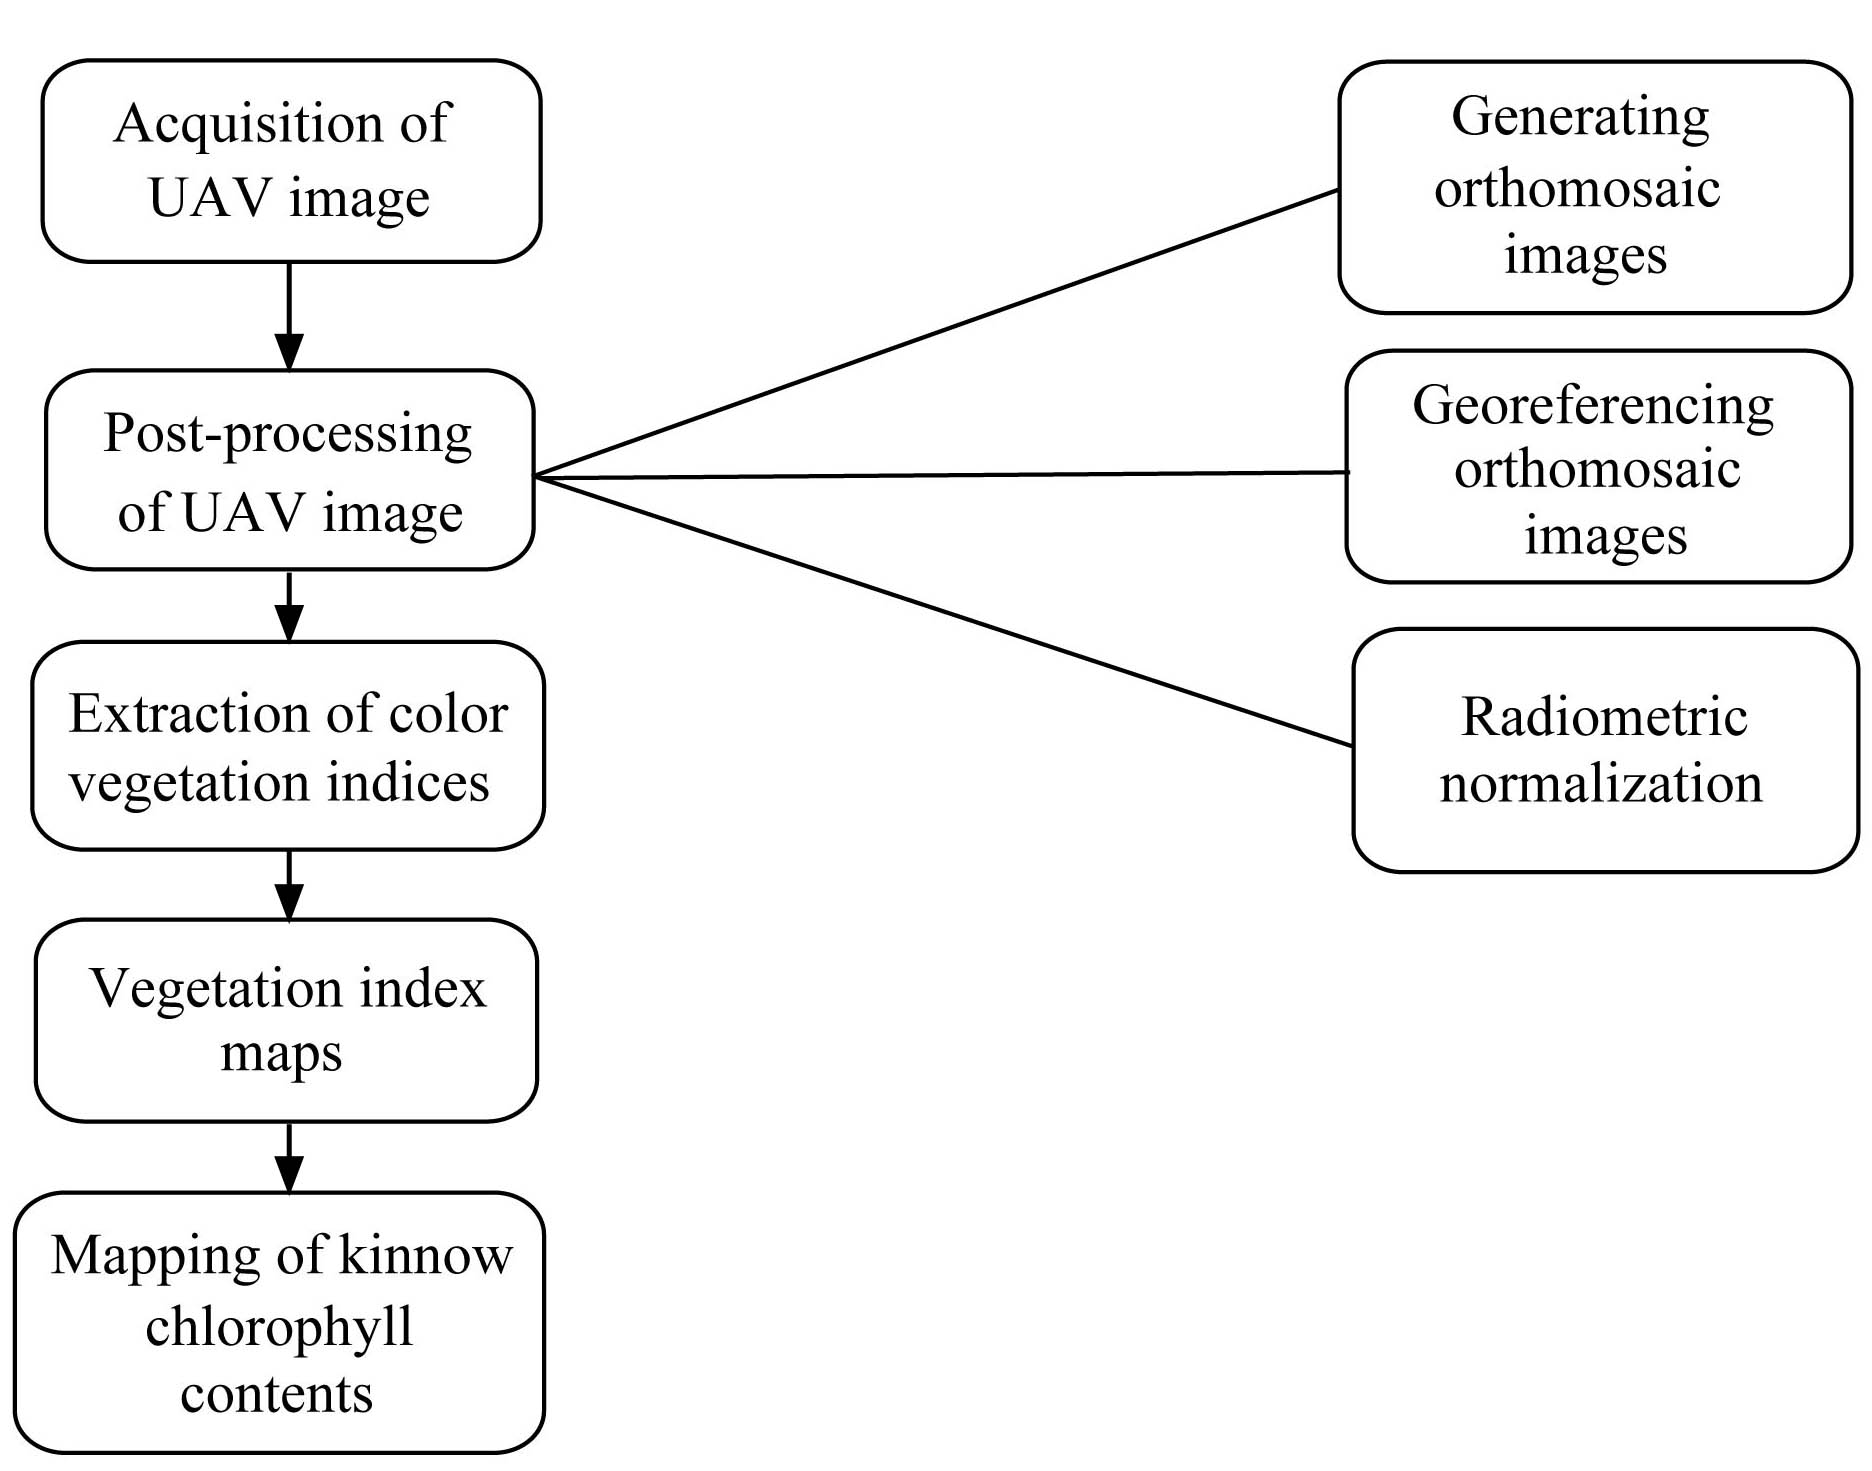 Acquisition of
UAV image
Post-processing
of UAV image
Extraction of color
vegetation indices
Vegetation index
maps
Mapping of kinnow
chlorophyll
contents
Generating
orthomosaic
images
Georeferencing
orthomosaic
images
Radiometric
normalization